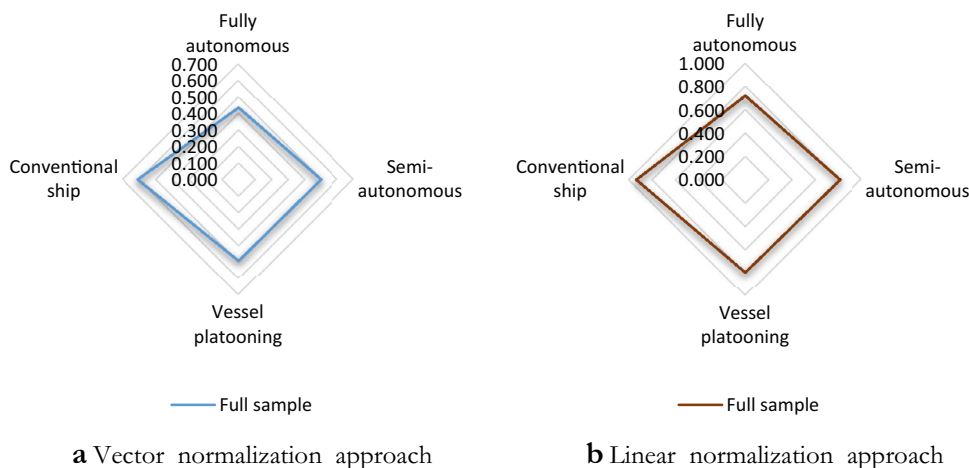 Fully
autonomous
0.700
0.600
0.500
0.400
0.300
0.200
0.100
0.000
Conventional
ship
Semi-
autonomous
Vessel
platooning
Full sample
a Vector normalization approach
Fully
autonomous
1.000
0.800
0.600
0.400
0.200
0.000
Conventional
ship
Semi-
autonomous
Vessel
platooning
Full sample
b Linear normalization approach